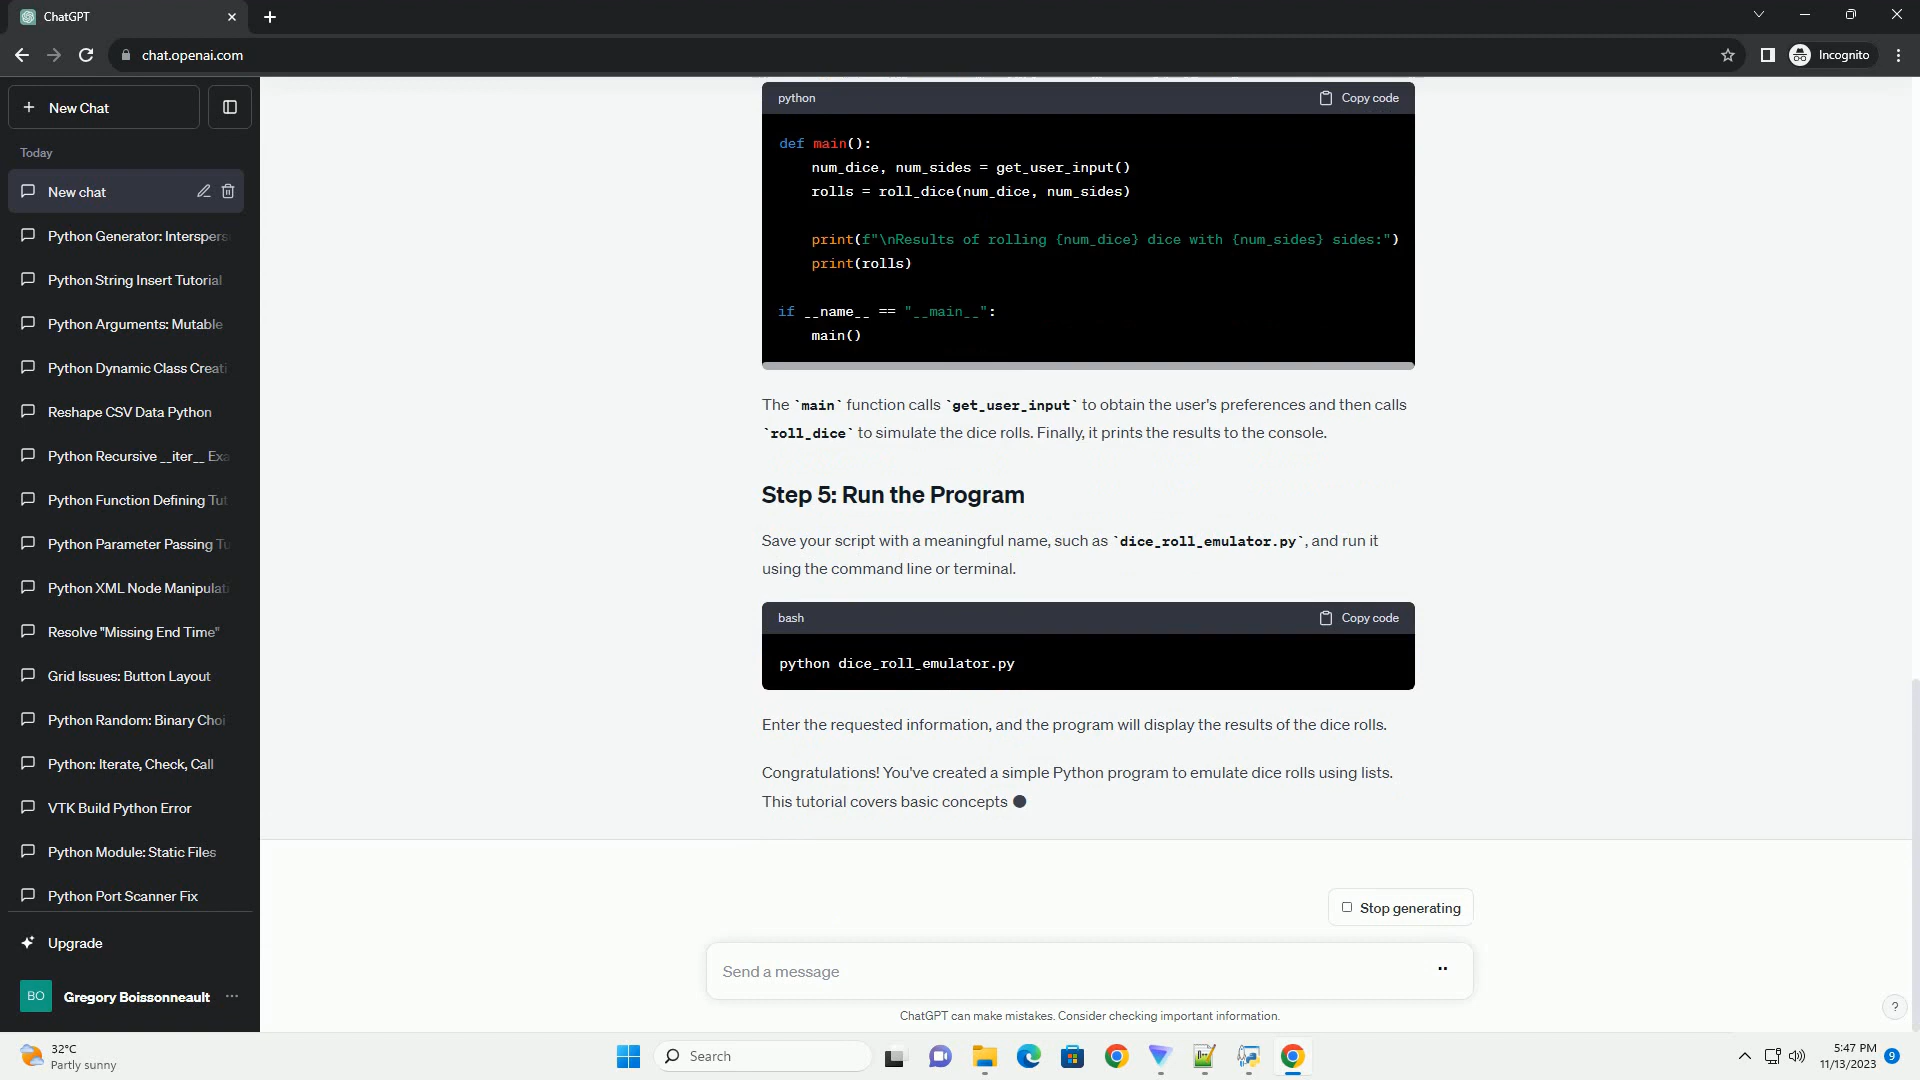 ChatGPT
chat.openai.com
Incognito
New Chat
Today
New chat
Python Generator: Interspers
Python String Insert Tutorial
Python Arguments: Mutable
Python Dynamic Class Creati
Reshape CSV Data Python
Python Recursive __iter__ Exa
Python Function Defining Tut
Python Parameter Passing Tu
Python XML Node Manipulati
Resolve "Missing End Time"
Grid Issues: Button Layout
Python Random: Binary Choi
Python: Iterate, Check, Call
VTK Build Python Error
Python Module: Static Files
Python Port Scanner Fix
Upgrade
BO Gregory Boissonneault
python Copy code
def main():
    num_dice, num_sides = get_user_input()
    rolls = roll_dice(num_dice, num_sides)
    print(f"\nResults of rolling {num_dice} dice with {num_sides} sides:")
    print(rolls)
if __name__ == "__main__":
    main()
The `main` function calls `get_user_input` to obtain the user's preferences and then calls
`roll_dice` to simulate the dice rolls. Finally, it prints the results to the console.
Step 5: Run the Program
Save your script with a meaningful name, such as `dice_roll_emulator.py`, and run it
using the command line or terminal.
bash Copy code
python dice_roll_emulator.py
Enter the requested information, and the program will display the results of the dice rolls.
Congratulations! You've created a simple Python program to emulate dice rolls using lists.
This tutorial covers basic concepts
Stop generating
Send a message
ChatGPT can make mistakes. Consider checking important information.
?
32°C
Partly sunny
Search
5:47 PM
11/13/2023
9